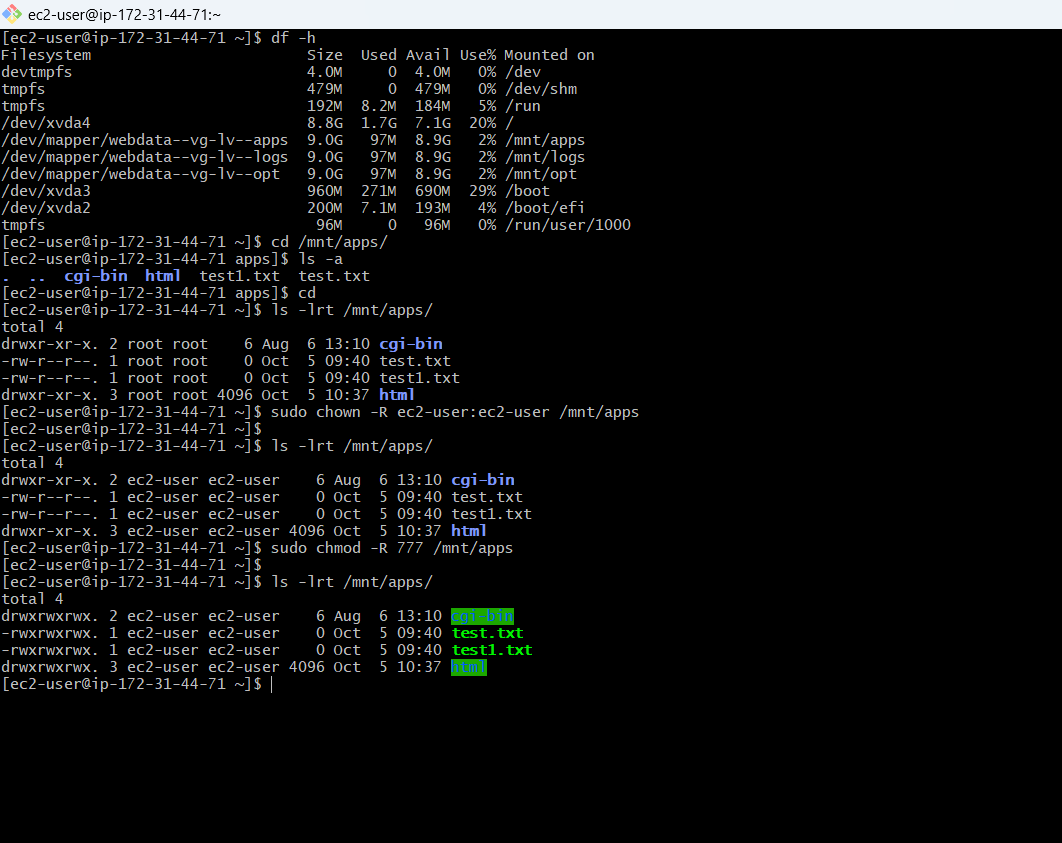 ec2-user@ip-172-31-44-71:~
[ec2-user@ip-172-31-44-71 ~]$ df -h
Filesystem                        Size  Used Avail Use% Mounted on
devtmpfs                          4.0M     0  4.0M   0% /dev
tmpfs                             479M     0  479M   0% /dev/shm
tmpfs                             192M  8.2M  184M   5% /run
/dev/xvda4                        8.8G  1.7G  7.1G  20% /
/dev/mapper/webdata--vg-lv--apps  9.0G   97M  8.9G   2% /mnt/apps
/dev/mapper/webdata--vg-lv--logs  9.0G   97M  8.9G   2% /mnt/logs
/dev/mapper/webdata--vg-lv--opt   9.0G   97M  8.9G   2% /mnt/opt
/dev/xvda3                        960M  271M  690M  29% /boot
/dev/xvda2                        200M  7.1M  193M   4% /boot/efi
tmpfs                              96M     0   96M   0% /run/user/1000
[ec2-user@ip-172-31-44-71 ~]$ cd /mnt/apps/
[ec2-user@ip-172-31-44-71 apps]$ ls -a
.  ..  cgi-bin  html  test1.txt  test.txt
[ec2-user@ip-172-31-44-71 apps]$ cd
[ec2-user@ip-172-31-44-71 ~]$ ls -lrt /mnt/apps/
total 4
drwxr-xr-x. 2 root root    6 Aug  6 13:10 cgi-bin
-rw-r--r--. 1 root root    0 Oct  5 09:40 test.txt
-rw-r--r--. 1 root root    0 Oct  5 09:40 test1.txt
drwxr-xr-x. 3 root root 4096 Oct  5 10:37 html
[ec2-user@ip-172-31-44-71 ~]$ sudo chown -R ec2-user:ec2-user /mnt/apps
[ec2-user@ip-172-31-44-71 ~]$
[ec2-user@ip-172-31-44-71 ~]$ ls -lrt /mnt/apps/
total 4
drwxr-xr-x. 2 ec2-user ec2-user    6 Aug  6 13:10 cgi-bin
-rw-r--r--. 1 ec2-user ec2-user    0 Oct  5 09:40 test.txt
-rw-r--r--. 1 ec2-user ec2-user    0 Oct  5 09:40 test1.txt
drwxr-xr-x. 3 ec2-user ec2-user 4096 Oct  5 10:37 html
[ec2-user@ip-172-31-44-71 ~]$ sudo chmod -R 777 /mnt/apps
[ec2-user@ip-172-31-44-71 ~]$
[ec2-user@ip-172-31-44-71 ~]$ ls -lrt /mnt/apps/
total 4
drwxrwxrwx. 2 ec2-user ec2-user    6 Aug  6 13:10 cgi-bin
-rwxrwxrwx. 1 ec2-user ec2-user    0 Oct  5 09:40 test.txt
-rwxrwxrwx. 1 ec2-user ec2-user    0 Oct  5 09:40 test1.txt
drwxrwxrwx. 3 ec2-user ec2-user 4096 Oct  5 10:37 html
[ec2-user@ip-172-31-44-71 ~]$